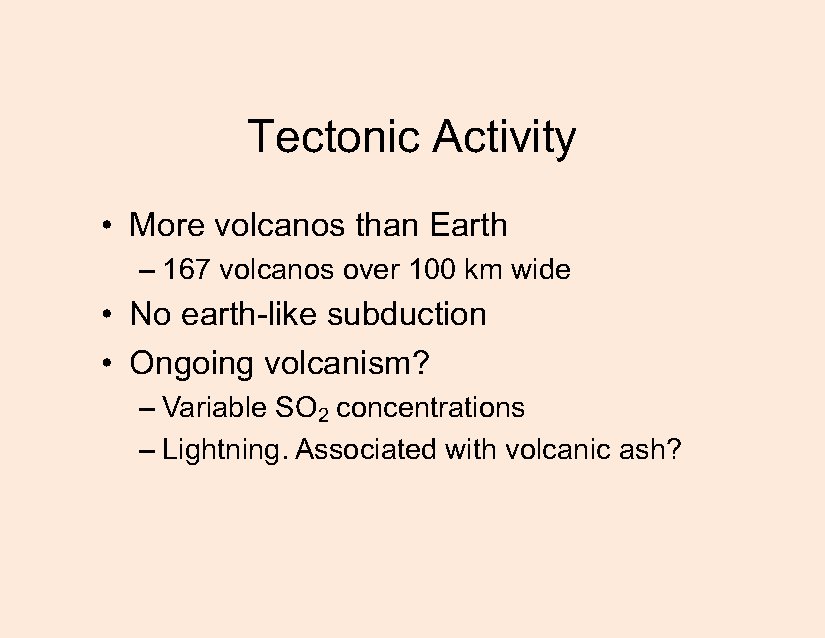 Tectonic Activity
• More volcanos than Earth
– 167 volcanos over 100 km wide
• No earth-like subduction
• Ongoing volcanism?
– Variable SO₂ concentrations
– Lightning. Associated with volcanic ash?